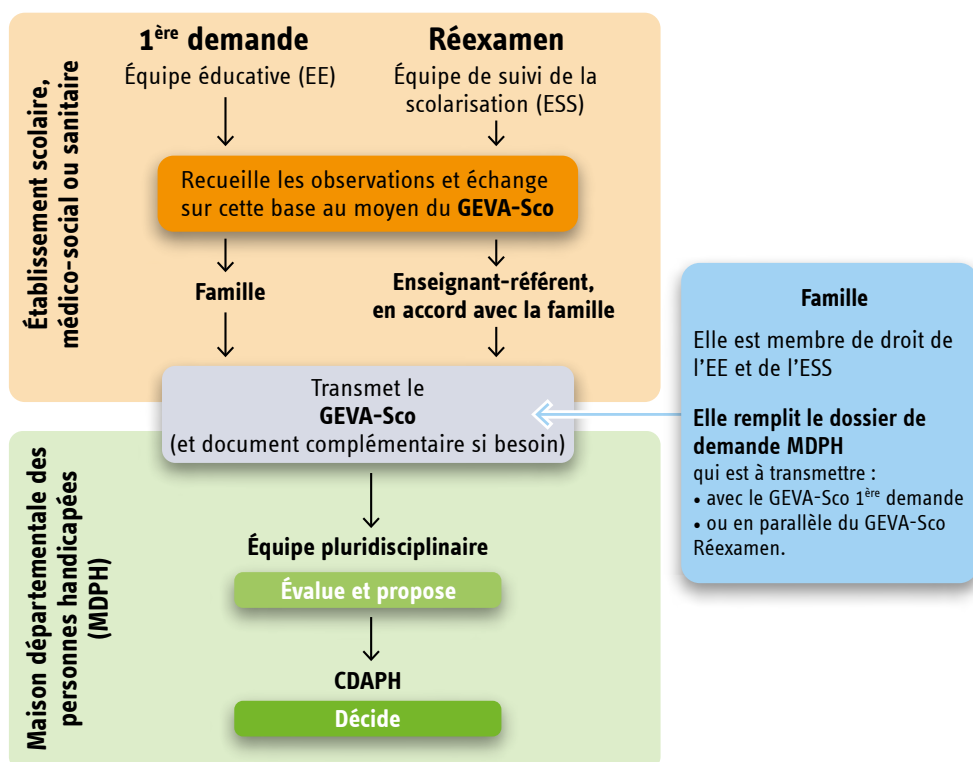 Établissement scolaire,
médico-social ou sanitaire
1ère demande
Équipe éducative (EE)
Réexamen
Équipe de suivi de la
scolarisation (ESS)
Recueille les observations et échange
sur cette base au moyen du GEVA-Sco
Famille
Enseignant-référent,
en accord avec la famille
Transmet le
GEVA-Sco
(et document complémentaire si besoin)
Famille
Elle est membre de droit de
l’EE et de l’ESS
Elle remplit le dossier de
demande MDPH
qui est à transmettre :
• avec le GEVA-Sco 1ère demande
• ou en parallèle du GEVA-Sco
Réexamen.
Maison départementale des
personnes handicapées
(MDPH)
Équipe pluridisciplinaire
Évalue et propose
CDAPH
Décide